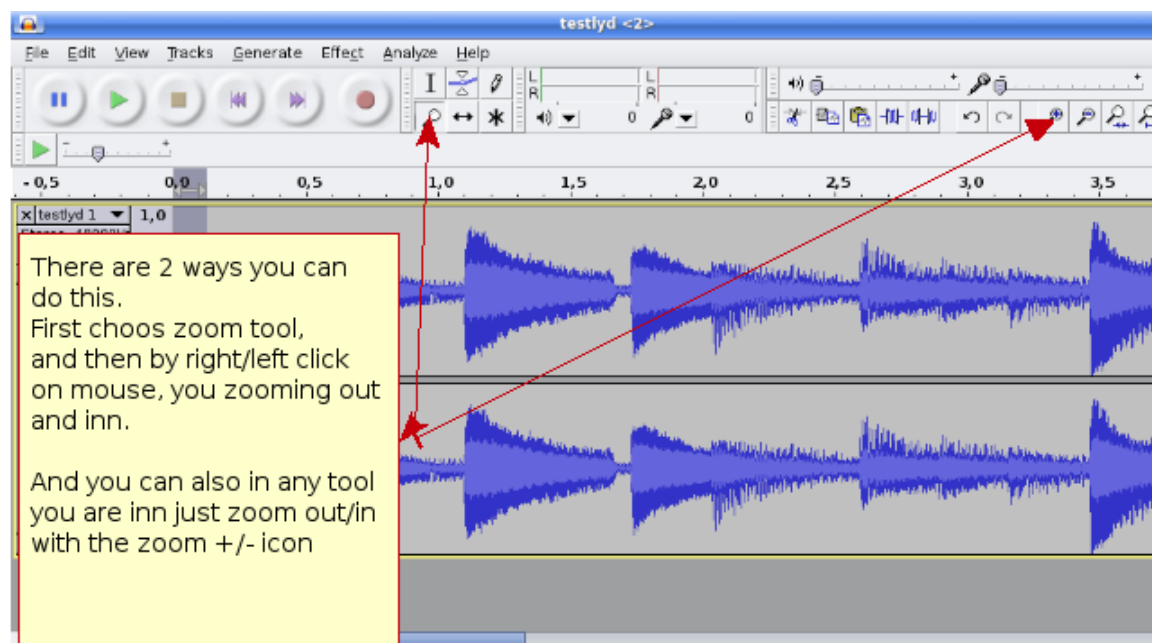 testlyd <2>
File Edit View Tracks Generate Effect Analyze Help
L
R
L
R
0
0
- +
- 0,5 0,0 0,5 1,0 1,5 2,0 2,5 3,0 3,5
x testlyd 1 1,0
There are 2 ways you can
do this.
First choos zoom tool,
and then by right/left click
on mouse, you zooming out
and inn.
And you can also in any tool
you are inn just zoom out/in
with the zoom +/- icon